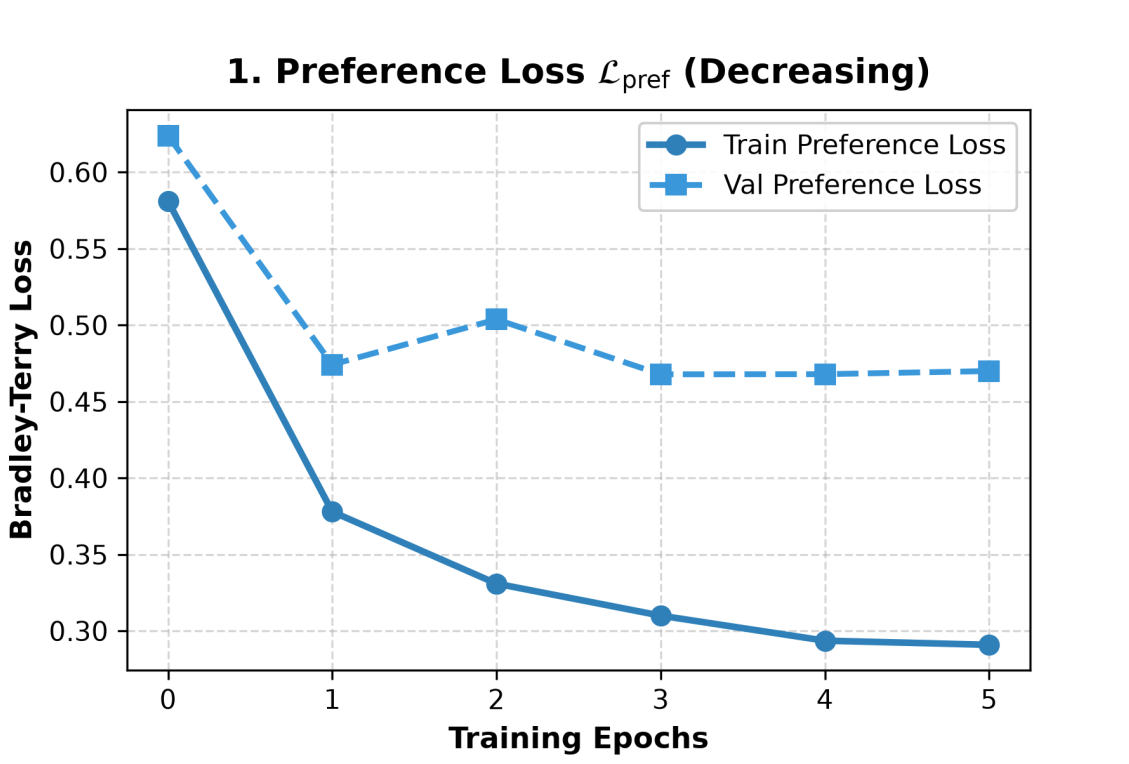 1. Preference Loss ℒpref (Decreasing)
Train Preference Loss
Val Preference Loss
Bradley-Terry Loss
0.60
0.55
0.50
0.45
0.40
0.35
0.30
0 1 2 3 4 5
Training Epochs